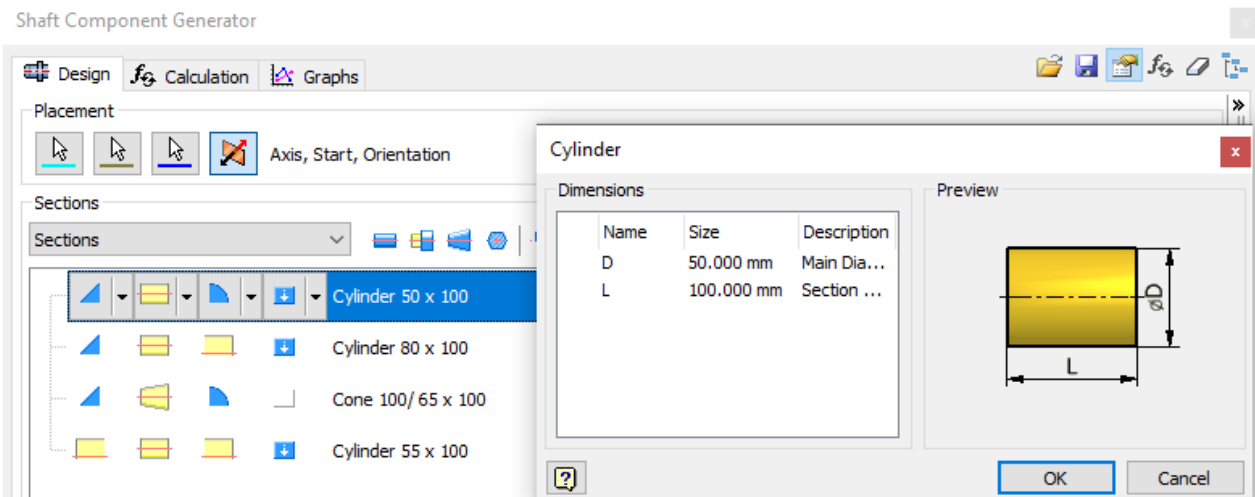 Shaft Component Generator
x
Design
Calculation
Graphs
Placement
Axis, Start, Orientation
Sections
Sections
Cylinder 50 x 100
Cylinder 80 x 100
Cone 100/ 65 x 100
Cylinder 55 x 100
Cylinder
x
Dimensions
Name Size Description
D 50.000 mm Main Dia...
L 100.000 mm Section ...
Preview
⌀D
L
?
OK
Cancel